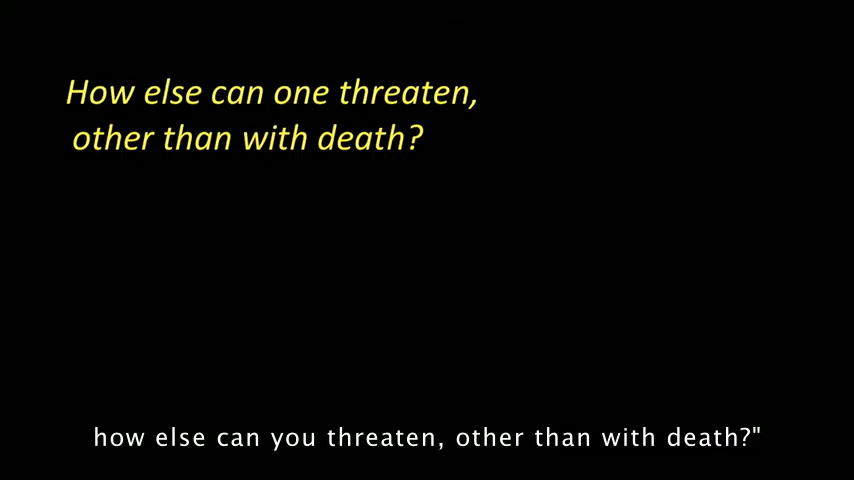 How else can one threaten,
other than with death?
how else can you threaten, other than with death?"